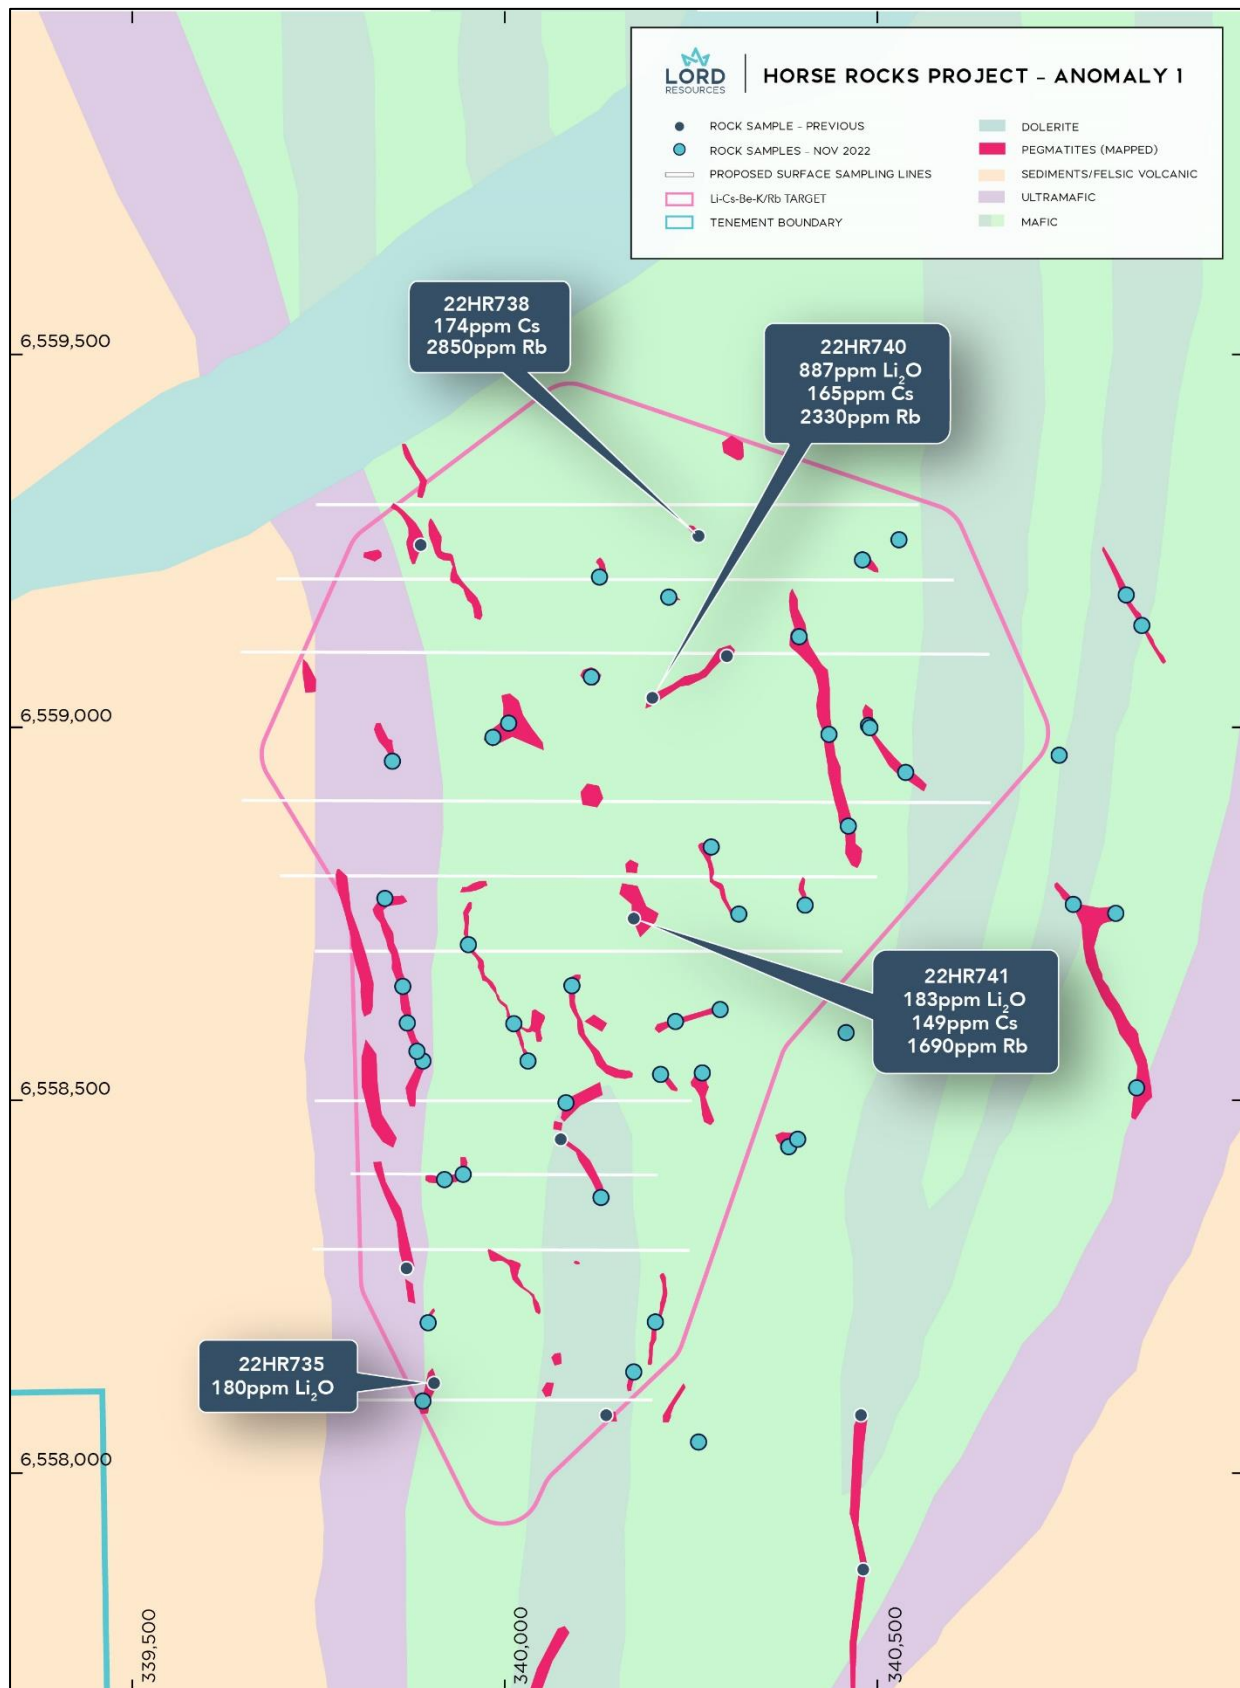 LORD
RESOURCES
HORSE ROCKS PROJECT - ANOMALY 1
ROCK SAMPLE - PREVIOUS
ROCK SAMPLES - NOV 2022
PROPOSED SURFACE SAMPLING LINES
Li-Cs-Be-K/Rb TARGET
TENEMENT BOUNDARY
DOLERITE
PEGMATITES (MAPPED)
SEDIMENTS/FELSIC VOLCANIC
ULTRAMAFIC
MAFIC
22HR738
174ppm Cs
2850ppm Rb
22HR740
887ppm Li₂O
165ppm Cs
2330ppm Rb
6,559,500
6,559,000
22HR741
183ppm Li₂O
149ppm Cs
1690ppm Rb
6,558,500
22HR735
180ppm Li₂O
6,558,000
339,500
340,000
340,500